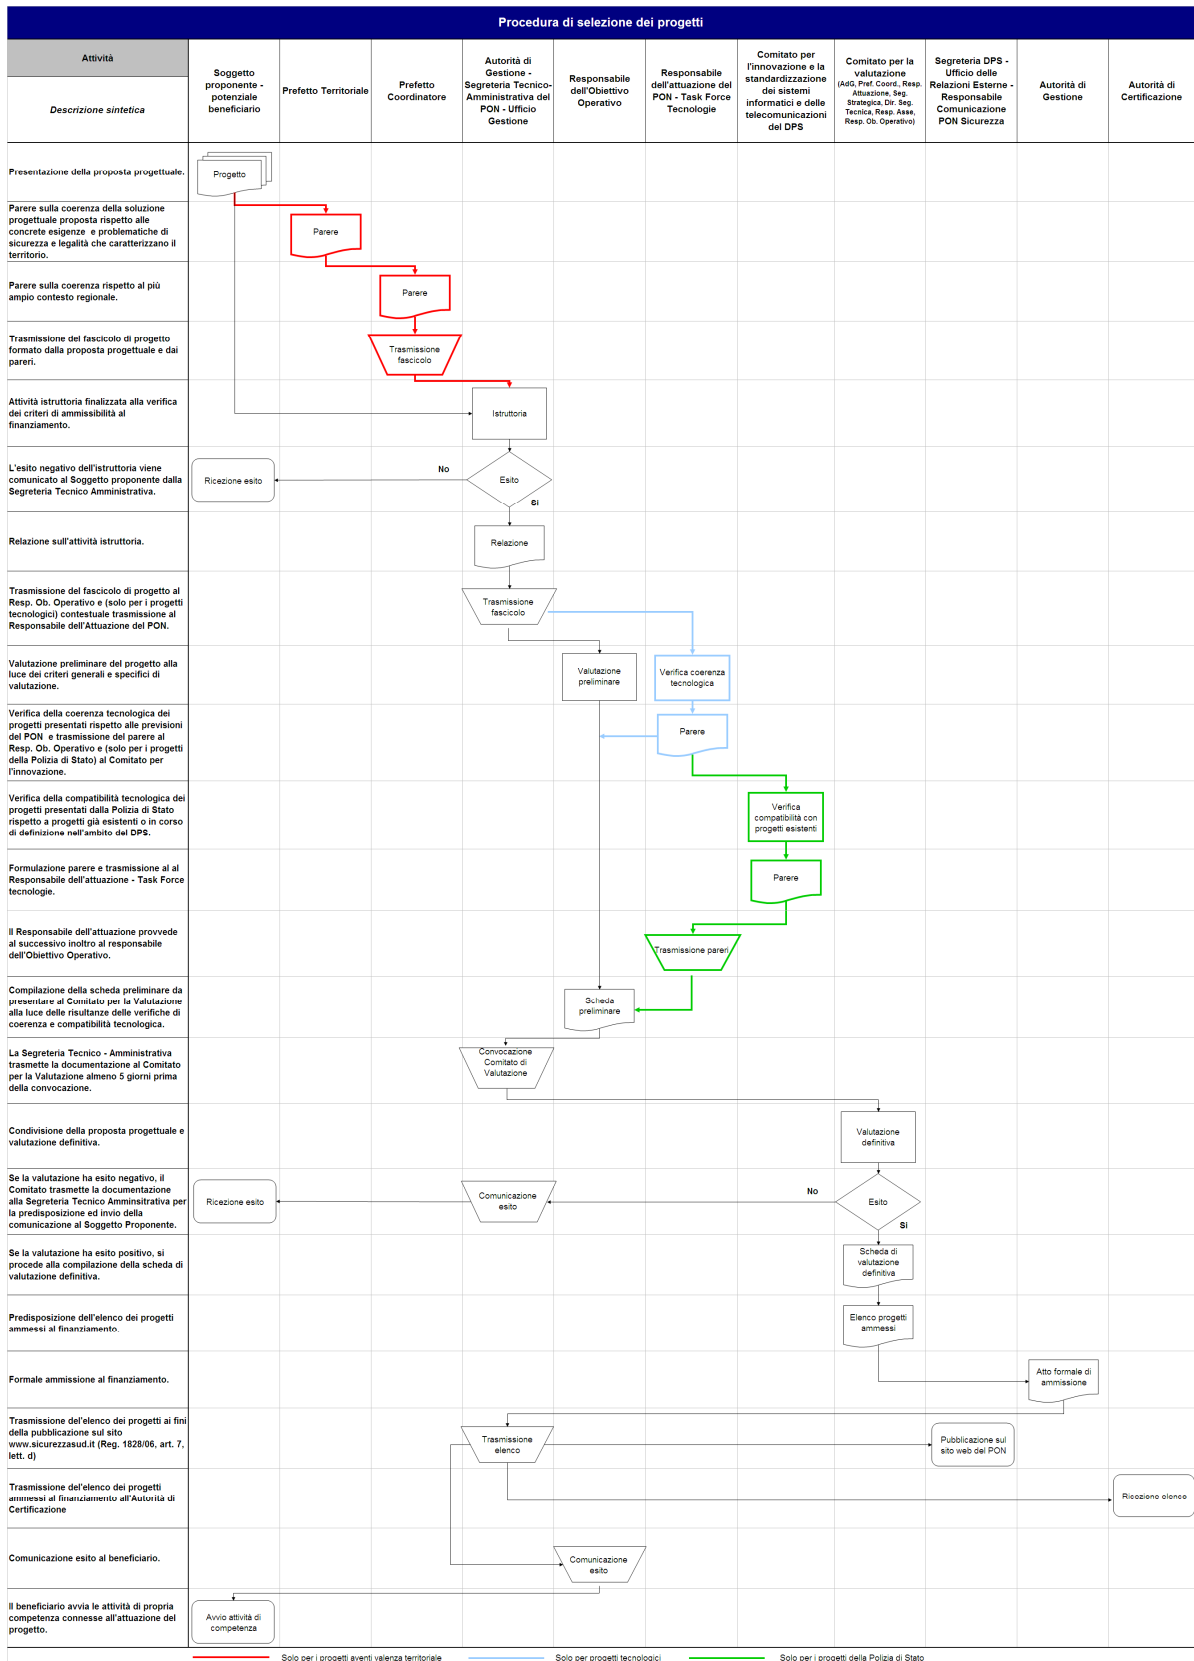 Procedura di selezione dei progetti
Attività
Descrizione sintetica
Soggetto
proponente -
potenziale
beneficiario
Prefetto Territoriale
Prefetto
Coordinatore
Autorità di
Gestione -
Segreteria Tecnico-
Amministrativa del
PON - Ufficio
Gestione
Responsabile
dell'Obiettivo
Operativo
Responsabile
dell'attuazione del
PON - Task Force
Tecnologie
Comitato per
l'innovazione e la
standardizzazione
dei sistemi
informatici e delle
telecomunicazioni
del DPS
Comitato per la
valutazione
(AdG, Pref. Coord., Resp.
Attuazione, Seg.
Strategica, Dir. Seg.
Tecnica, Resp. Asse,
Resp. Ob. Operativo)
Segreteria DPS -
Ufficio delle
Relazioni Esterne -
Responsabile
Comunicazione
PON Sicurezza
Autorità di
Gestione
Autorità di
Certificazione
Presentazione della proposta progettuale.
Progetto
Parere sulla coerenza della soluzione
progettuale proposta rispetto alle
concrete esigenze e problematiche di
sicurezza e legalità che caratterizzano il
territorio.
Parere
Parere sulla coerenza rispetto al più
ampio contesto regionale.
Parere
Trasmissione del fascicolo di progetto
formato dalla proposta progettuale e dai
pareri.
Trasmissione
fascicolo
Attività istruttoria finalizzata alla verifica
dei criteri di ammissibilità al
finanziamento.
Istruttoria
L'esito negativo dell'istruttoria viene
comunicato al Soggetto proponente dalla
Segreteria Tecnico Amministrativa.
Ricezione esito
No
Esito
Si
Relazione sull'attività istruttoria.
Relazione
Trasmissione del fascicolo di progetto al
Resp. Ob. Operativo e (solo per i progetti
tecnologici) contestuale trasmissione al
Responsabile dell'Attuazione del PON.
Trasmissione
fascicolo
Valutazione preliminare del progetto alla
luce dei criteri generali e specifici di
valutazione.
Valutazione
preliminare
Verifica coerenza
tecnologica
Verifica della coerenza tecnologica dei
progetti presentati rispetto alle previsioni
del PON e trasmissione del parere al
Resp. Ob. Operativo e (solo per i progetti
della Polizia di Stato) al Comitato per
l'innovazione.
Parere
Verifica della compatibilità tecnologica dei
progetti presentati dalla Polizia di Stato
rispetto a progetti già esistenti o in corso
di definizione nell'ambito del DPS.
Verifica
compatibilità con
progetti esistenti
Formulazione parere e trasmissione al al
Responsabile dell'attuazione - Task Force
tecnologie.
Parere
Il Responsabile dell'attuazione provvede
al successivo inoltro al responsabile
dell'Obiettivo Operativo.
Trasmissione pareri
Compilazione della scheda preliminare da
presentare al Comitato per la Valutazione
alla luce delle risultanze delle verifiche di
coerenza e compatibilità tecnologica.
Scheda
preliminare
La Segreteria Tecnico - Amministrativa
trasmette la documentazione al Comitato
per la Valutazione almeno 5 giorni prima
della convocazione.
Convocazione
Comitato di
Valutazione
Condivisione della proposta progettuale e
valutazione definitiva.
Valutazione
definitiva
Se la valutazione ha esito negativo, il
Comitato trasmette la documentazione
alla Segreteria Tecnico Amminsitrativa per
la predisposizione ed invio della
comunicazione al Soggetto Proponente.
Ricezione esito
Comunicazione
esito
No
Esito
Si
Se la valutazione ha esito positivo, si
procede alla compilazione della scheda di
valutazione definitiva.
Scheda di
valutazione
definitiva
Predisposizione dell'elenco dei progetti
ammessi al finanziamento.
Elenco progetti
ammessi
Formale ammissione al finanziamento.
Atto formale di
ammissione
Trasmissione del'elenco dei progetti ai fini
della pubblicazione sul sito
www.sicurezzasud.it (Reg. 1828/06, art. 7,
lett. d)
Trasmissione
elenco
Pubblicazione sul
sito web del PON
Trasmissione del'elenco dei progetti
ammessi al finanziamento all'Autorità di
Certificazione
Ricezione elenco
Comunicazione esito al beneficiario.
Comunicazione
esito
Il beneficiario avvia le attività di propria
competenza connesse all'attuazione del
progetto.
Avvio attività di
competenza
Solo per i progetti aventi valenza territoriale
Solo per progetti tecnologici
Solo per i progetti della Polizia di Stato